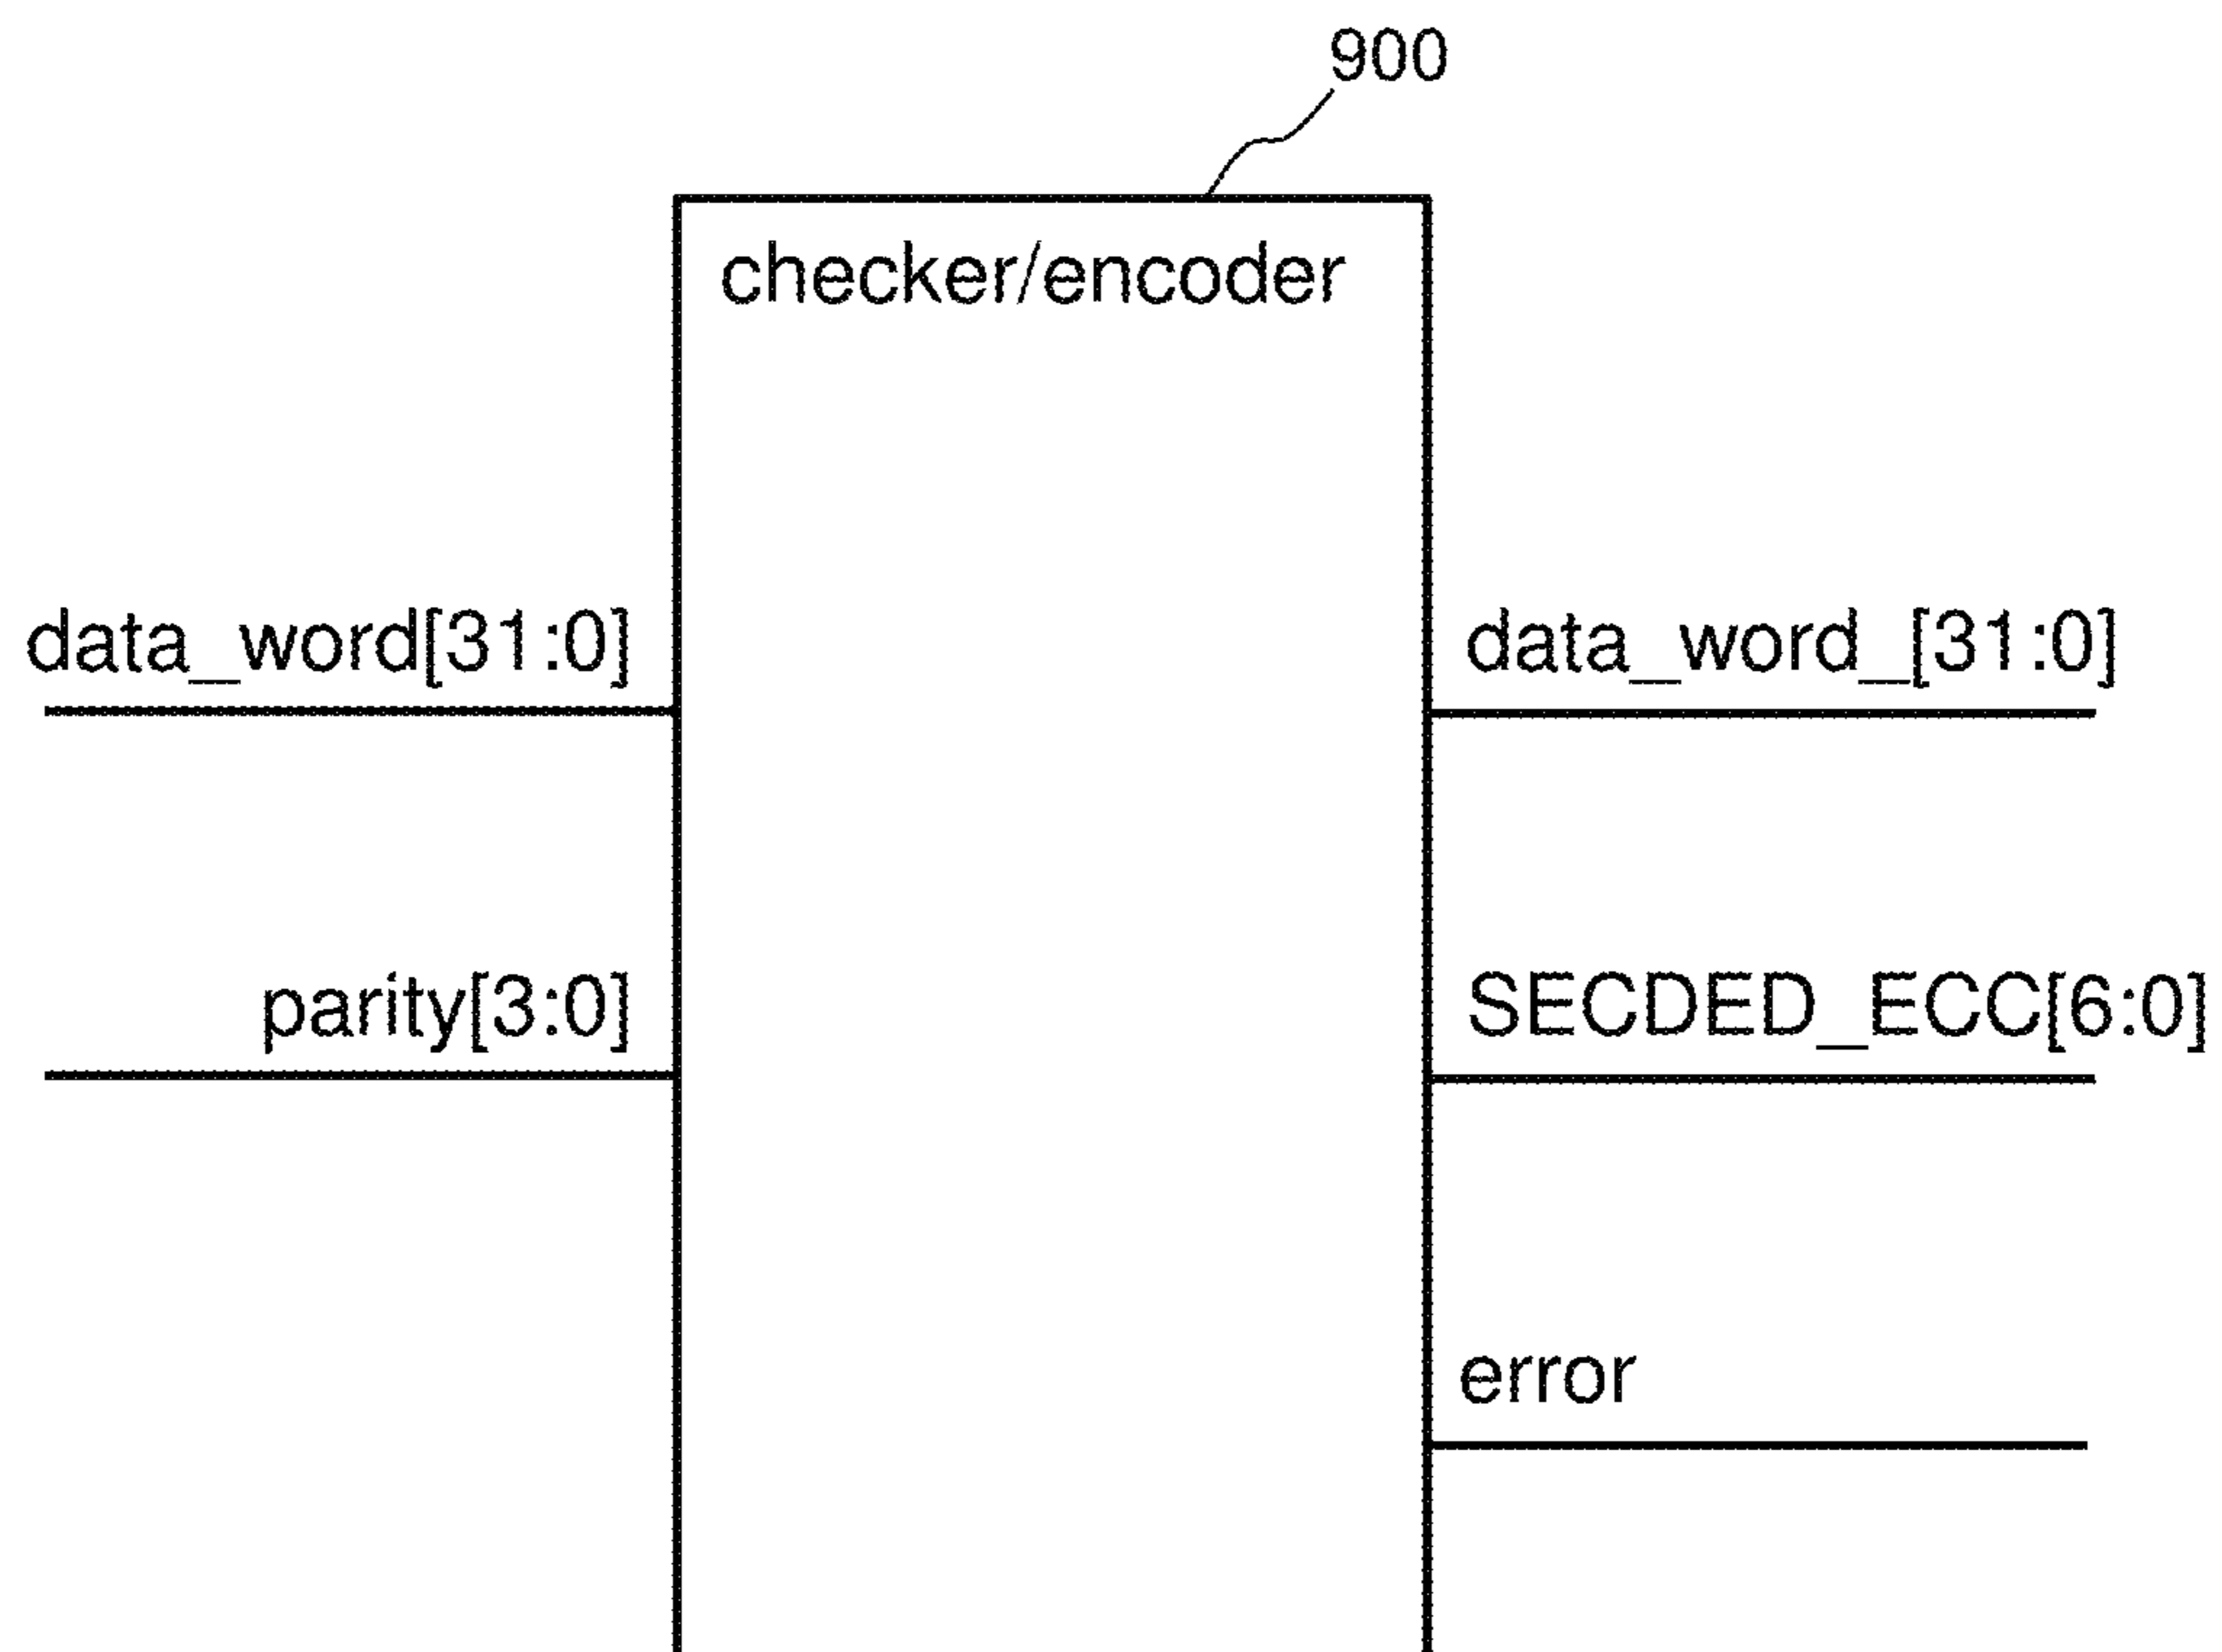 900
checker/encoder
data_word[31:0]
data_word_[31:0]
parity[3:0]
SECDED_ECC[6:0]
error